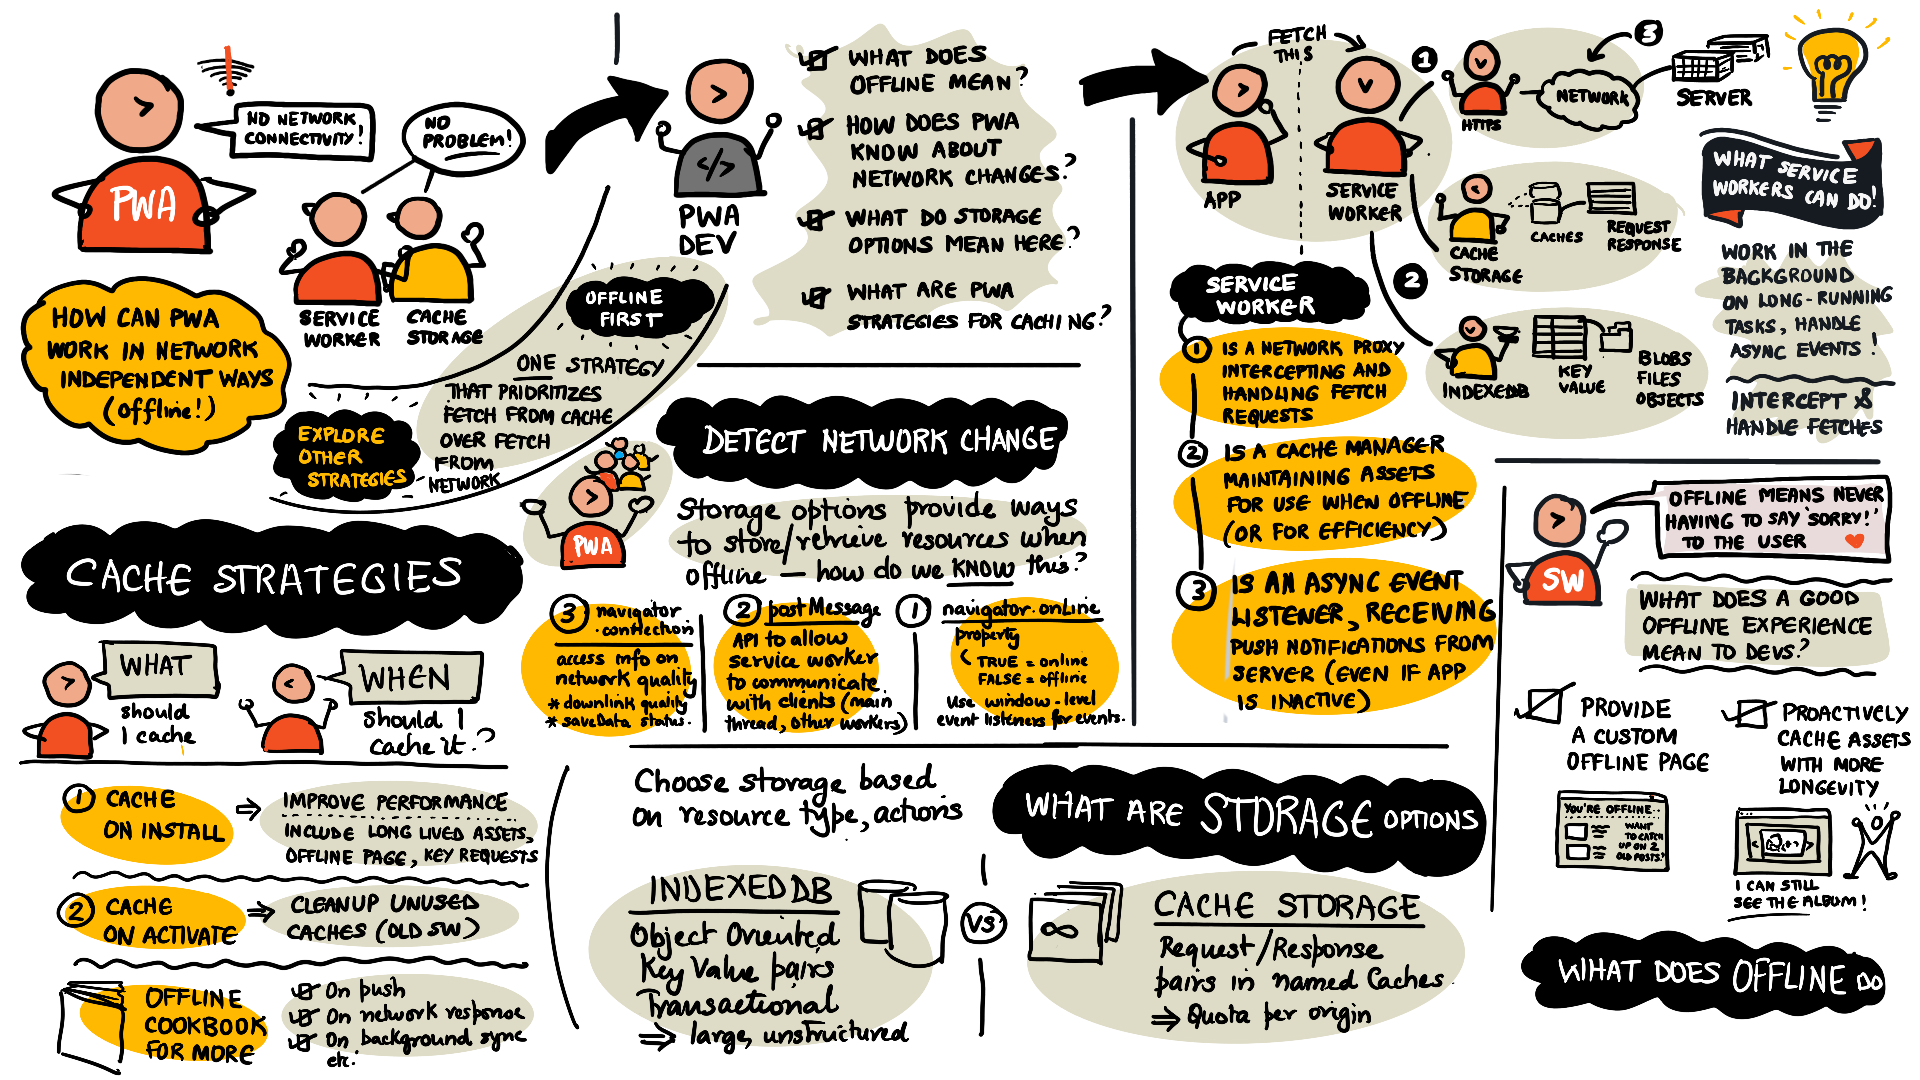 NO NETWORK
CONNECTIVITY!
NO
PROBLEM!
PWA
SERVICE
WORKER
CACHE
STORAGE
HOW CAN PWA
WORK IN NETWORK
INDEPENDENT WAYS
(offline!)
</>
PWA
DEV
WHAT DOES
OFFLINE MEAN?
HOW DOES PWA
KNOW ABOUT
NETWORK CHANGES?
WHAT DO STORAGE
OPTIONS MEAN HERE?
WHAT ARE PWA
STRATEGIES FOR CACHING?
OFFLINE
FIRST
ONE STRATEGY
THAT PRIORITIZES
FETCH FROM CACHE
OVER FETCH
FROM
NETWORK
EXPLORE
OTHER
STRATEGIES
FETCH
THIS
APP
SERVICE
WORKER
1
HTTPS
NETWORK
3
SERVER
CACHE
STORAGE
CACHES
REQUEST
RESPONSE
2
INDEXEDDB
KEY
VALUE
BLOBS
FILES
OBJECTS
WHAT SERVICE
WORKERS CAN DO!
WORK IN THE
BACKGROUND
ON LONG-RUNNING
TASKS, HANDLE
ASYNC EVENTS!
INTERCEPT &
HANDLE FETCHES
SERVICE
WORKER
1 IS A NETWORK PROXY
INTERCEPTING AND
HANDLING FETCH
REQUESTS
2 IS A CACHE MANAGER
MAINTAINING ASSETS
FOR USE WHEN OFFLINE
(OR FOR EFFICIENCY)
3 IS AN ASYNC EVENT
LISTENER, RECEIVING
PUSH NOTIFICATIONS FROM
SERVER (EVEN IF APP
IS INACTIVE)
DETECT NETWORK CHANGE
PWA
Storage options provide ways
to store/retrieve resources when
offline — how do we KNOW this?
3 navigator
.connection
access info on
network quality
* downlink quality
* saveData status.
2 postMessage
API to allow
service worker
to communicate
with clients (main
thread, other workers)
1 navigator.onLine
property
TRUE = online
FALSE = offline
Use window-level
event listeners for events.
CACHE STRATEGIES
WHAT
should
I cache
WHEN
should I
cache it?
1 CACHE
ON INSTALL
IMPROVE PERFORMANCE
INCLUDE LONG LIVED ASSETS,
OFFLINE PAGE, KEY REQUESTS
2 CACHE
ON ACTIVATE
CLEANUP UNUSED
CACHES (OLD SW)
OFFLINE
COOKBOOK
FOR MORE
On push
On network response
On background sync
etc.
Choose storage based
on resource type, actions
WHAT ARE STORAGE OPTIONS
INDEXEDDB
Object Oriented
Key Value pairs
Transactional
⇒ large, unstructured
VS
∞
CACHE STORAGE
Request/Response
pairs in named Caches
⇒ Quota per origin
SW
OFFLINE MEANS NEVER
HAVING TO SAY 'SORRY!'
TO THE USER
WHAT DOES A GOOD
OFFLINE EXPERIENCE
MEAN TO DEVS?
PROVIDE
A CUSTOM
OFFLINE PAGE
PROACTIVELY
CACHE ASSETS
WITH MORE
LONGEVITY
YOU'RE OFFLINE..
WANT
TO CATCH
UP ON 2
OLD POSTS?
I CAN STILL
SEE THE ALBUM!
WHAT DOES OFFLINE DO